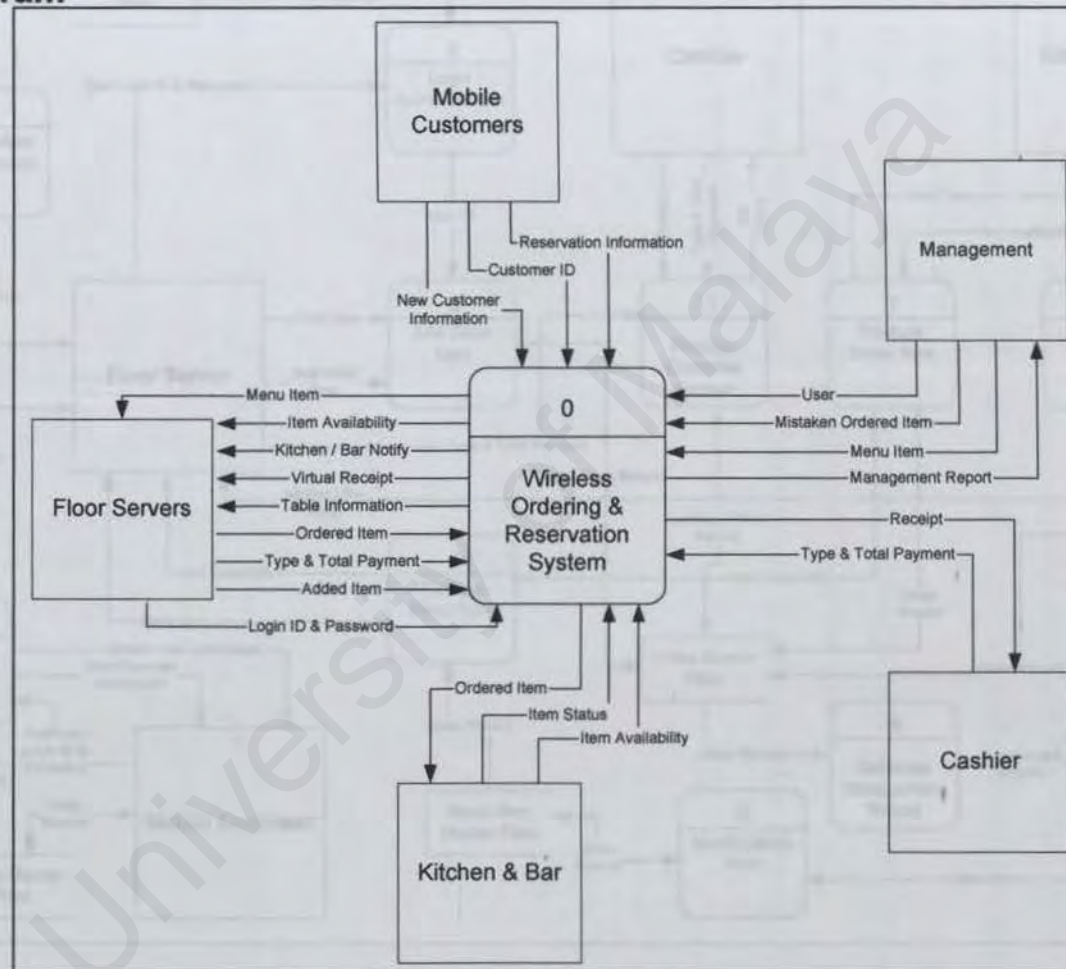 Mobile
Customers
Management
Reservation Information
Customer ID
New Customer
Information
Menu Item
Item Availability
Kitchen / Bar Notify
Virtual Receipt
Table Information
Ordered Item
Type & Total Payment
Added Item
Login ID & Password
Floor Servers
0
Wireless
Ordering &
Reservation
System
User
Mistaken Ordered Item
Menu Item
Management Report
Receipt
Type & Total Payment
Ordered Item
Item Status
Item Availability
Kitchen & Bar
Cashier
University of Malaya